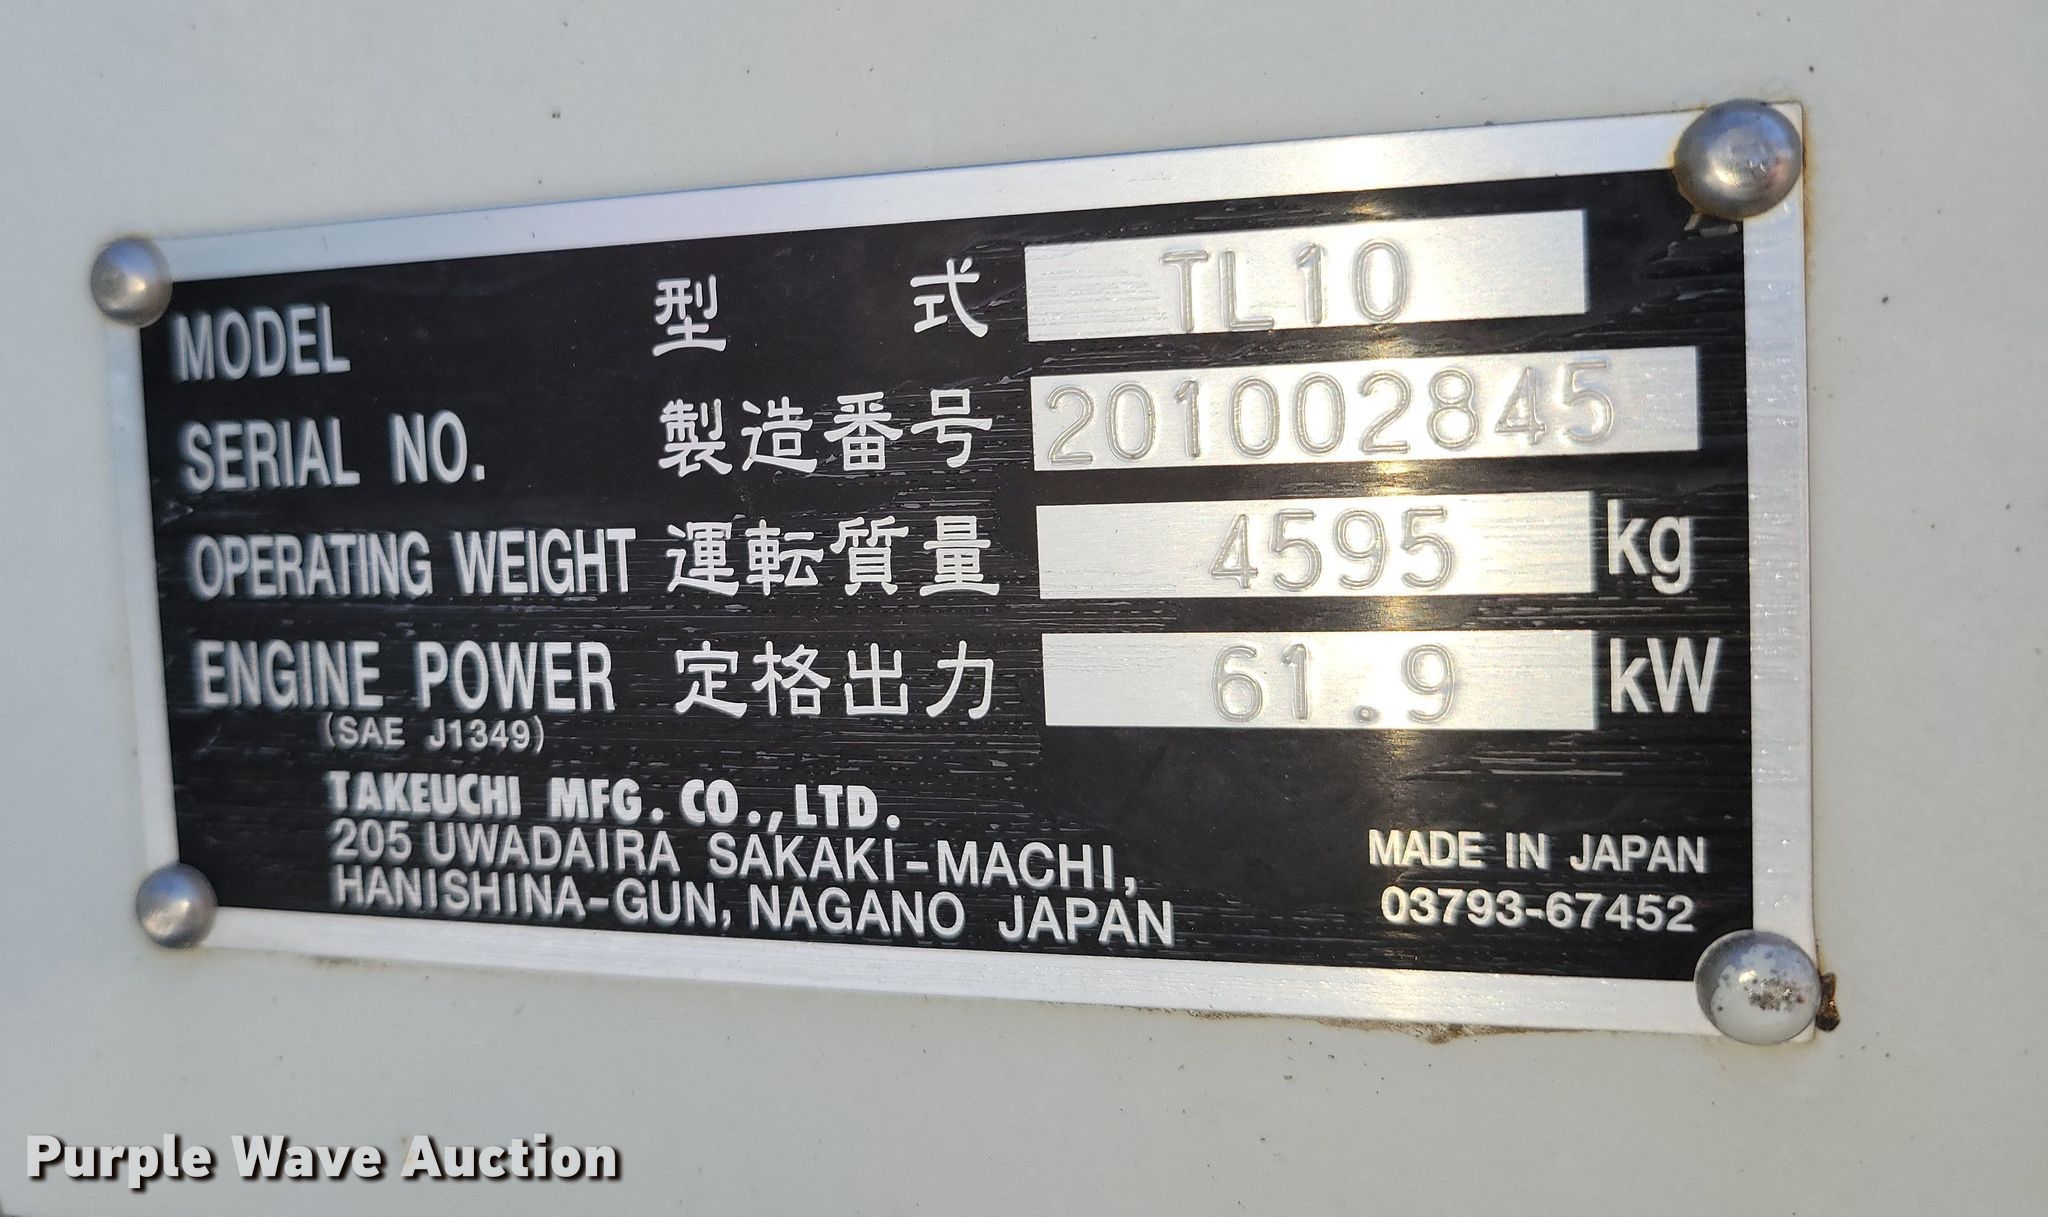 MODEL 型 式 TL10
SERIAL NO. 製造番号 201002845
OPERATING WEIGHT 運転質量 4595 kg
ENGINE POWER 定格出力 61.9 kW
(SAE J1349)
TAKEUCHI MFG. CO., LTD.
205 UWADAIRA SAKAKI-MACHI,
HANISHINA-GUN, NAGANO JAPAN
MADE IN JAPAN
03793-67452
Purple Wave Auction